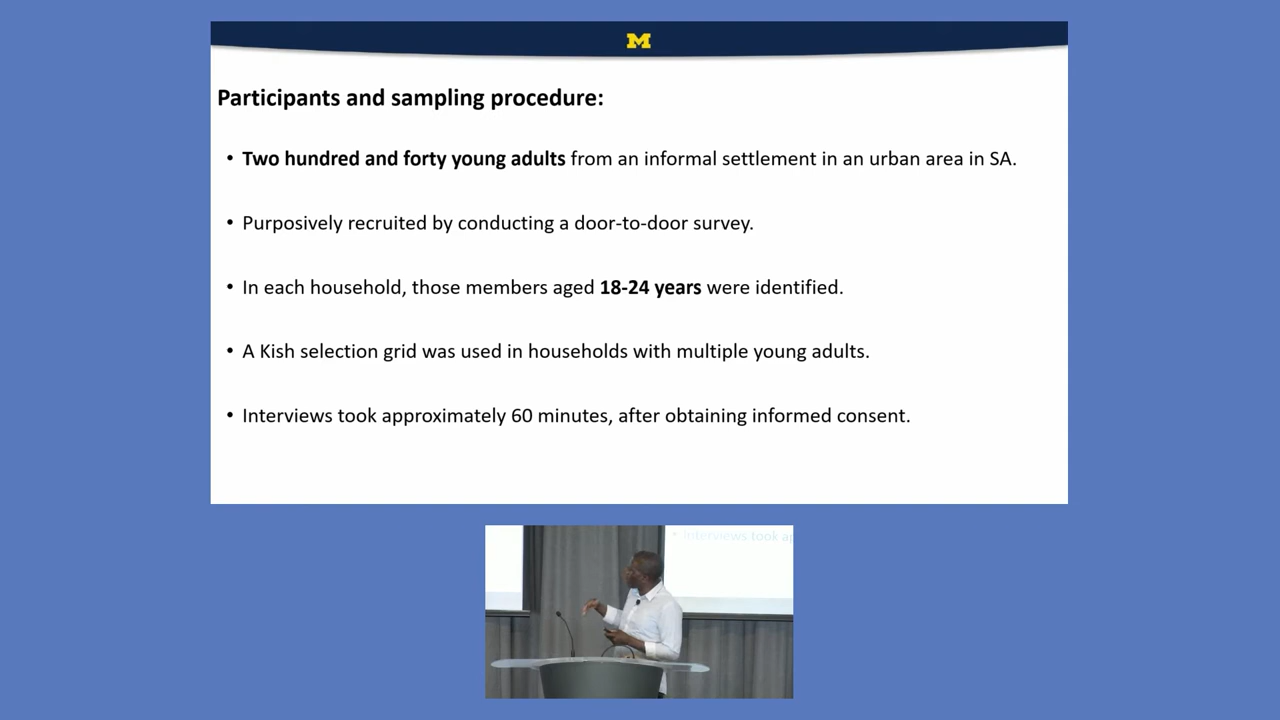 M
Participants and sampling procedure:
• Two hundred and forty young adults from an informal settlement in an urban area in SA.
• Purposively recruited by conducting a door-to-door survey.
• In each household, those members aged 18-24 years were identified.
• A Kish selection grid was used in households with multiple young adults.
• Interviews took approximately 60 minutes, after obtaining informed consent.
• Interviews took